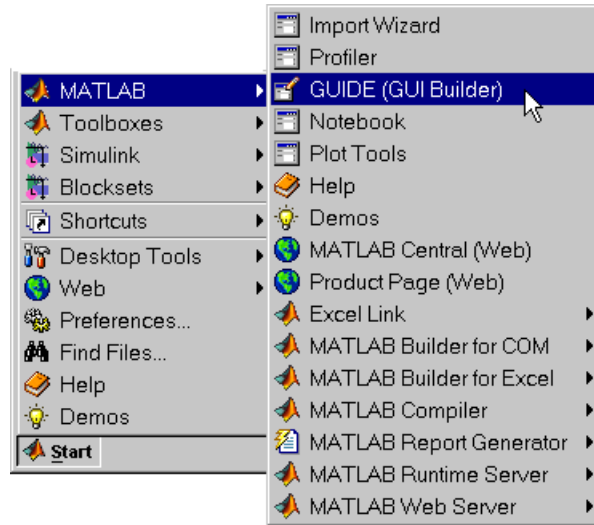 MATLAB
Toolboxes
Simulink
Blocksets
Shortcuts
Desktop Tools
Web
Preferences...
Find Files...
Help
Demos
Start
Import Wizard
Profiler
GUIDE (GUI Builder)
Notebook
Plot Tools
Help
Demos
MATLAB Central (Web)
Product Page (Web)
Excel Link
MATLAB Builder for COM
MATLAB Builder for Excel
MATLAB Compiler
MATLAB Report Generator
MATLAB Runtime Server
MATLAB Web Server